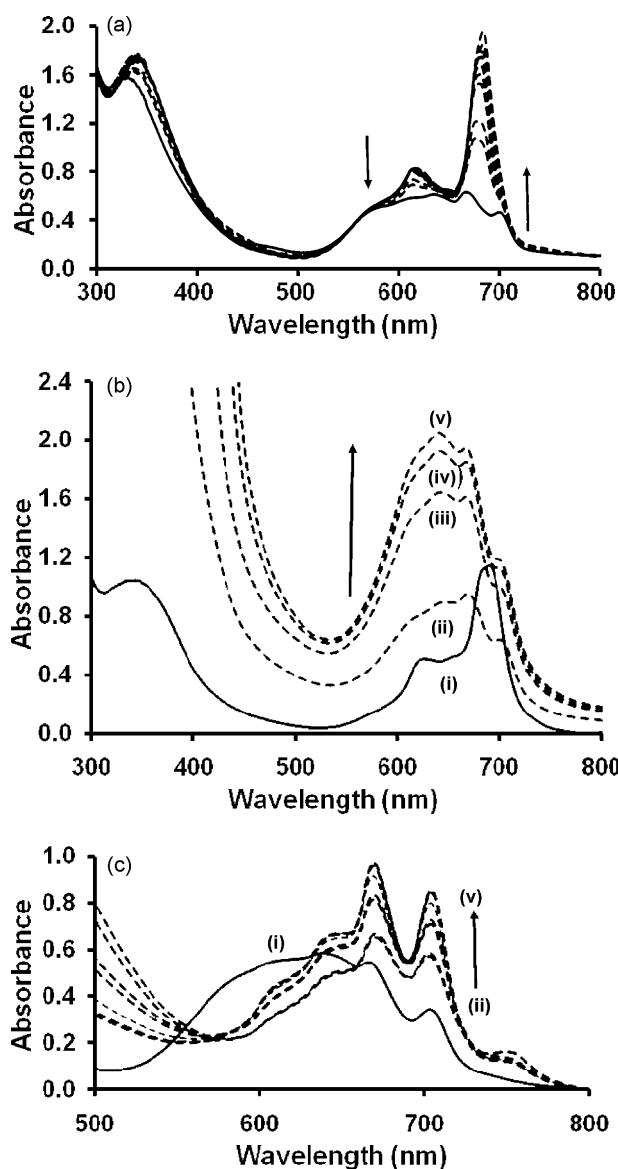 (a)
2.0
1.6
1.2
0.8
0.4
0.0
Absorbance
300 400 500 600 700 800
Wavelength (nm)
(b)
2.4
2.0
1.6
1.2
0.8
0.4
0.0
Absorbance
(v)
(iv)
(iii)
(ii)
(i)
300 400 500 600 700 800
Wavelength (nm)
(c)
1.0
0.8
0.6
0.4
0.2
0.0
Absorbance
(i)
(v)
(ii)
500 600 700 800
Wavelength (nm)